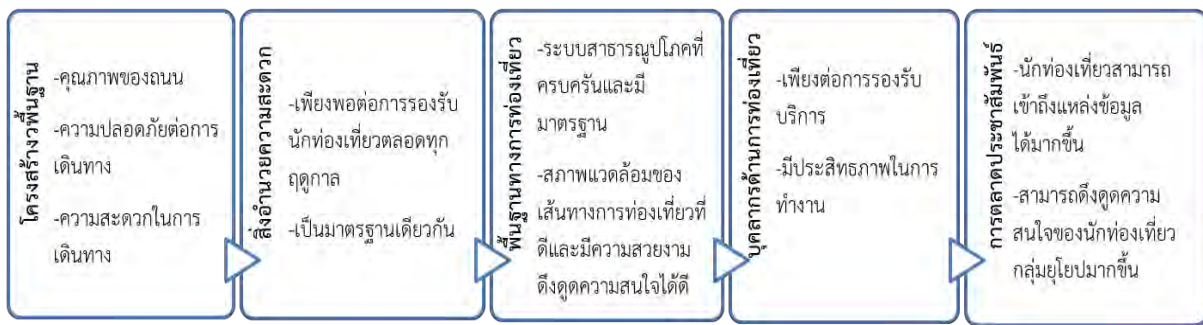 โครงสร้างวพื้นฐาน
-คุณภาพของถนน
-ความปลอดภัยต่อการ
เดินทาง
-ความสะดวกในการ
เดินทาง
สิ่งอำนวยความสะดวก
-เพียงพอต่อการรองรับ
นักท่องเที่ยวตลอดทุก
ฤดูกาล
-เป็นมาตรฐานเดียวกัน
พื้นฐานทางการท่องเที่ยว
-ระบบสาธารณูปโภคที่
ครบครันและมี
มาตรฐาน
-สภาพแวดล้อมของ
เส้นทางการท่องเที่ยวที่
ดีและมีความสวยงาม
ดึงดูดความสนใจได้ดี
บุคลากรด้านการท่องเที่ยว
-เพียงต่อการรองรับ
บริการ
-มีประสิทธภาพในการ
ทำงาน
การตลาดประชาสัมพันธ์
-นักท่องเที่ยวสามารถ
เข้าถึงแหล่งข้อมูล
ได้มากขึ้น
-สามารถดึงดูดความ
สนใจของนักท่องเที่ยว
กลุ่มยุโยปมากขึ้น